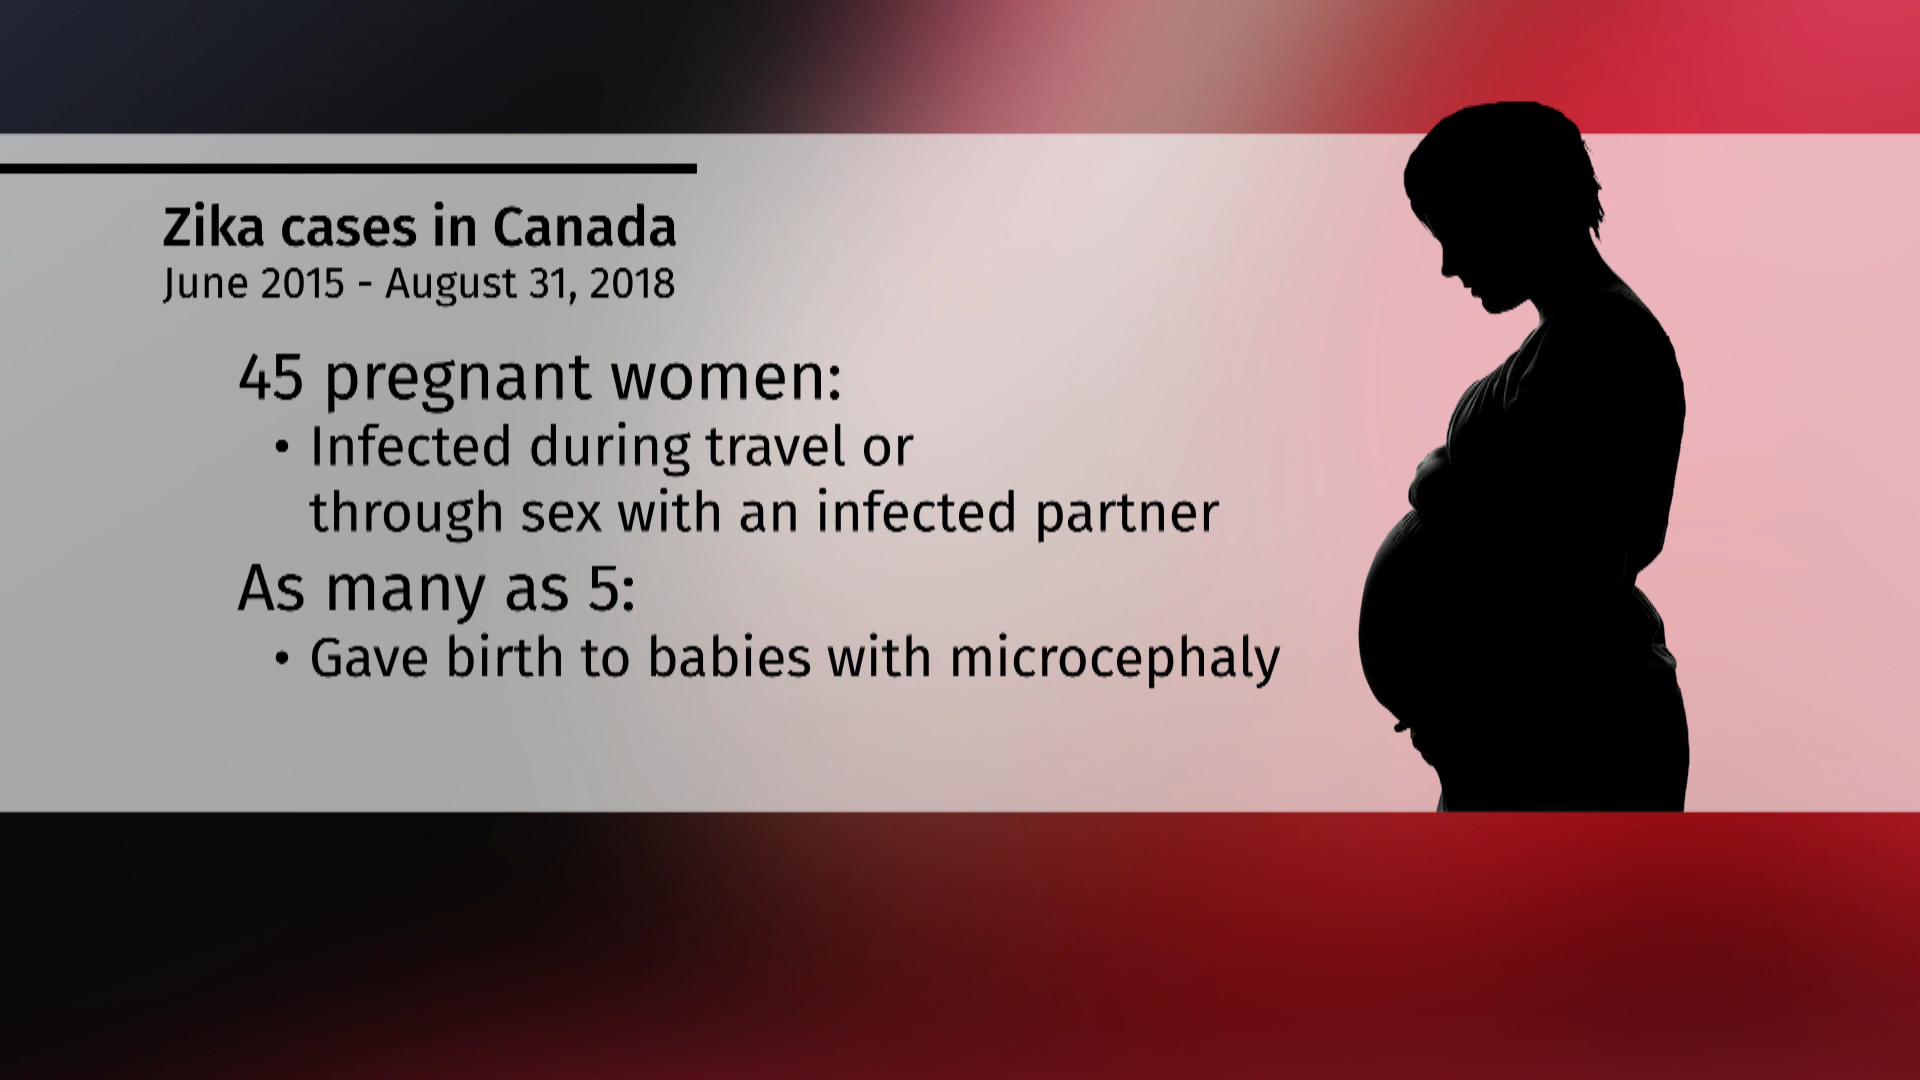 Zika cases in Canada
June 2015 - August 31, 2018
45 pregnant women:
• Infected during travel or
through sex with an infected partner
As many as 5:
• Gave birth to babies with microcephaly